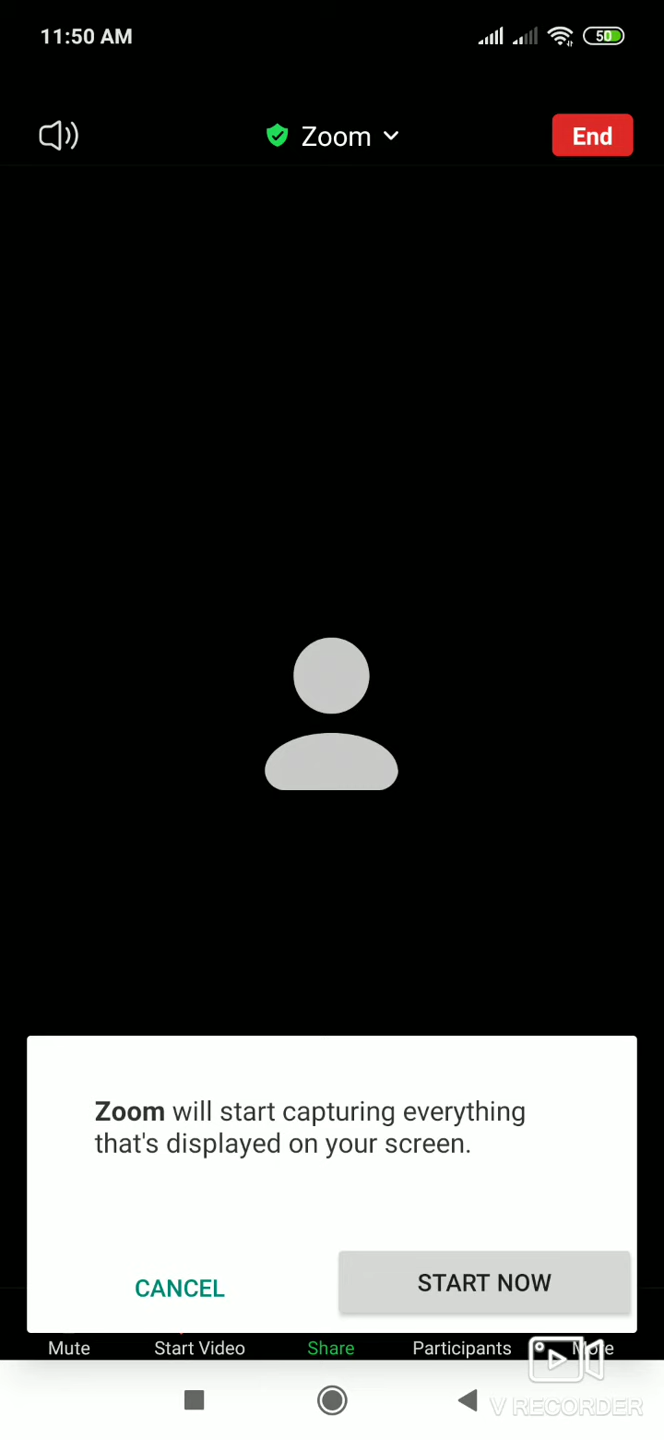 11:50 AM
50
Zoom
End
Zoom will start capturing everything
that's displayed on your screen.
CANCEL
START NOW
Mute
Start Video
Share
Participants
V RECORDER